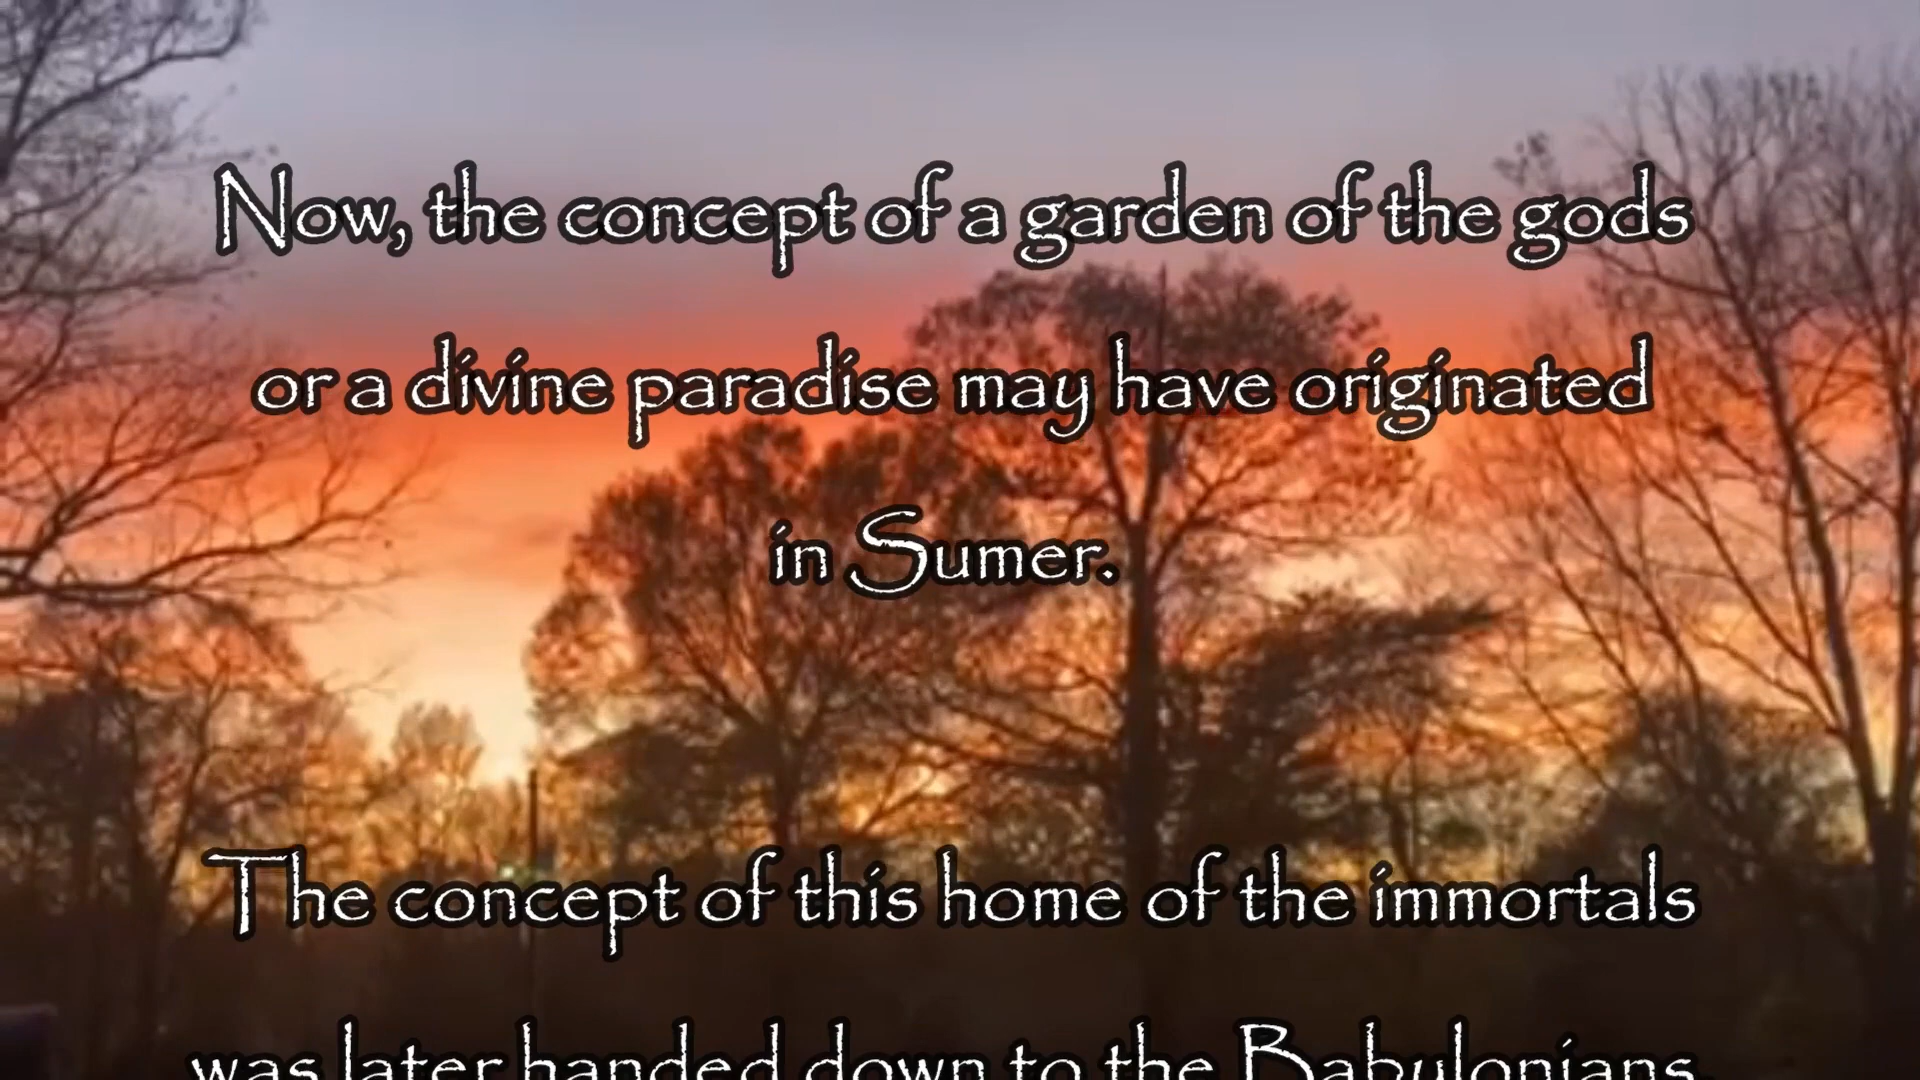 Now, the concept of a garden of the gods
or a divine paradise may have originated
in Sumer.
The concept of this home of the immortals
was later handed down to the Babylonians